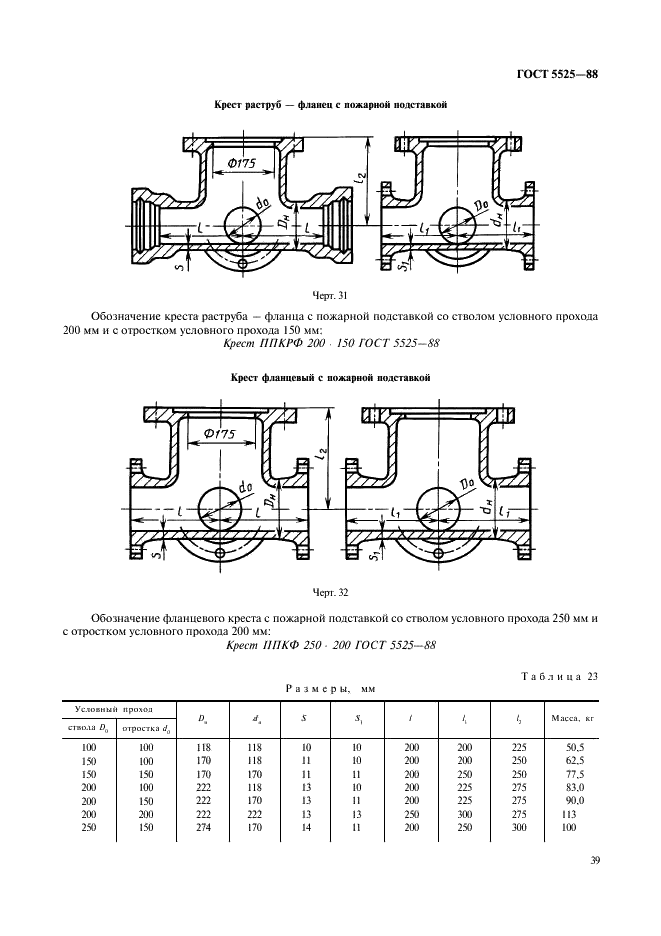 ГОСТ 5525—88
Крест раструб — фланец с пожарной подставкой
Ф175
d₀
l
l
Dн
S
l₂
D₀
dн
l₁
l₁
S₁
Черт. 31
Обозначение креста раструба — фланца с пожарной подставкой со стволом условного прохода
200 мм и с отростком условного прохода 150 мм:
Крест ППКРФ 200 · 150 ГОСТ 5525—88
Крест фланцевый с пожарной подставкой
Ф175
d₀
l
l
Dн
S
l₂
D₀
dн
l₁
l₁
S₁
Черт. 32
Обозначение фланцевого креста с пожарной подставкой со стволом условного прохода 250 мм и
с отростком условного прохода 200 мм:
Крест ППКФ 250 · 200 ГОСТ 5525—88
Таблица 23
Размеры, мм
Условный проход
ствола D₀ отростка d₀ Dн dн S S₁ l l₁ l₂ Масса, кг
100 100 118 118 10 10 200 200 225 50,5
150 100 170 118 11 10 200 200 250 62,5
150 150 170 170 11 11 200 250 250 77,5
200 100 222 118 13 10 200 225 275 83,0
200 150 222 170 13 11 200 225 275 90,0
200 200 222 222 13 13 250 300 275 113
250 150 274 170 14 11 200 250 300 100
39